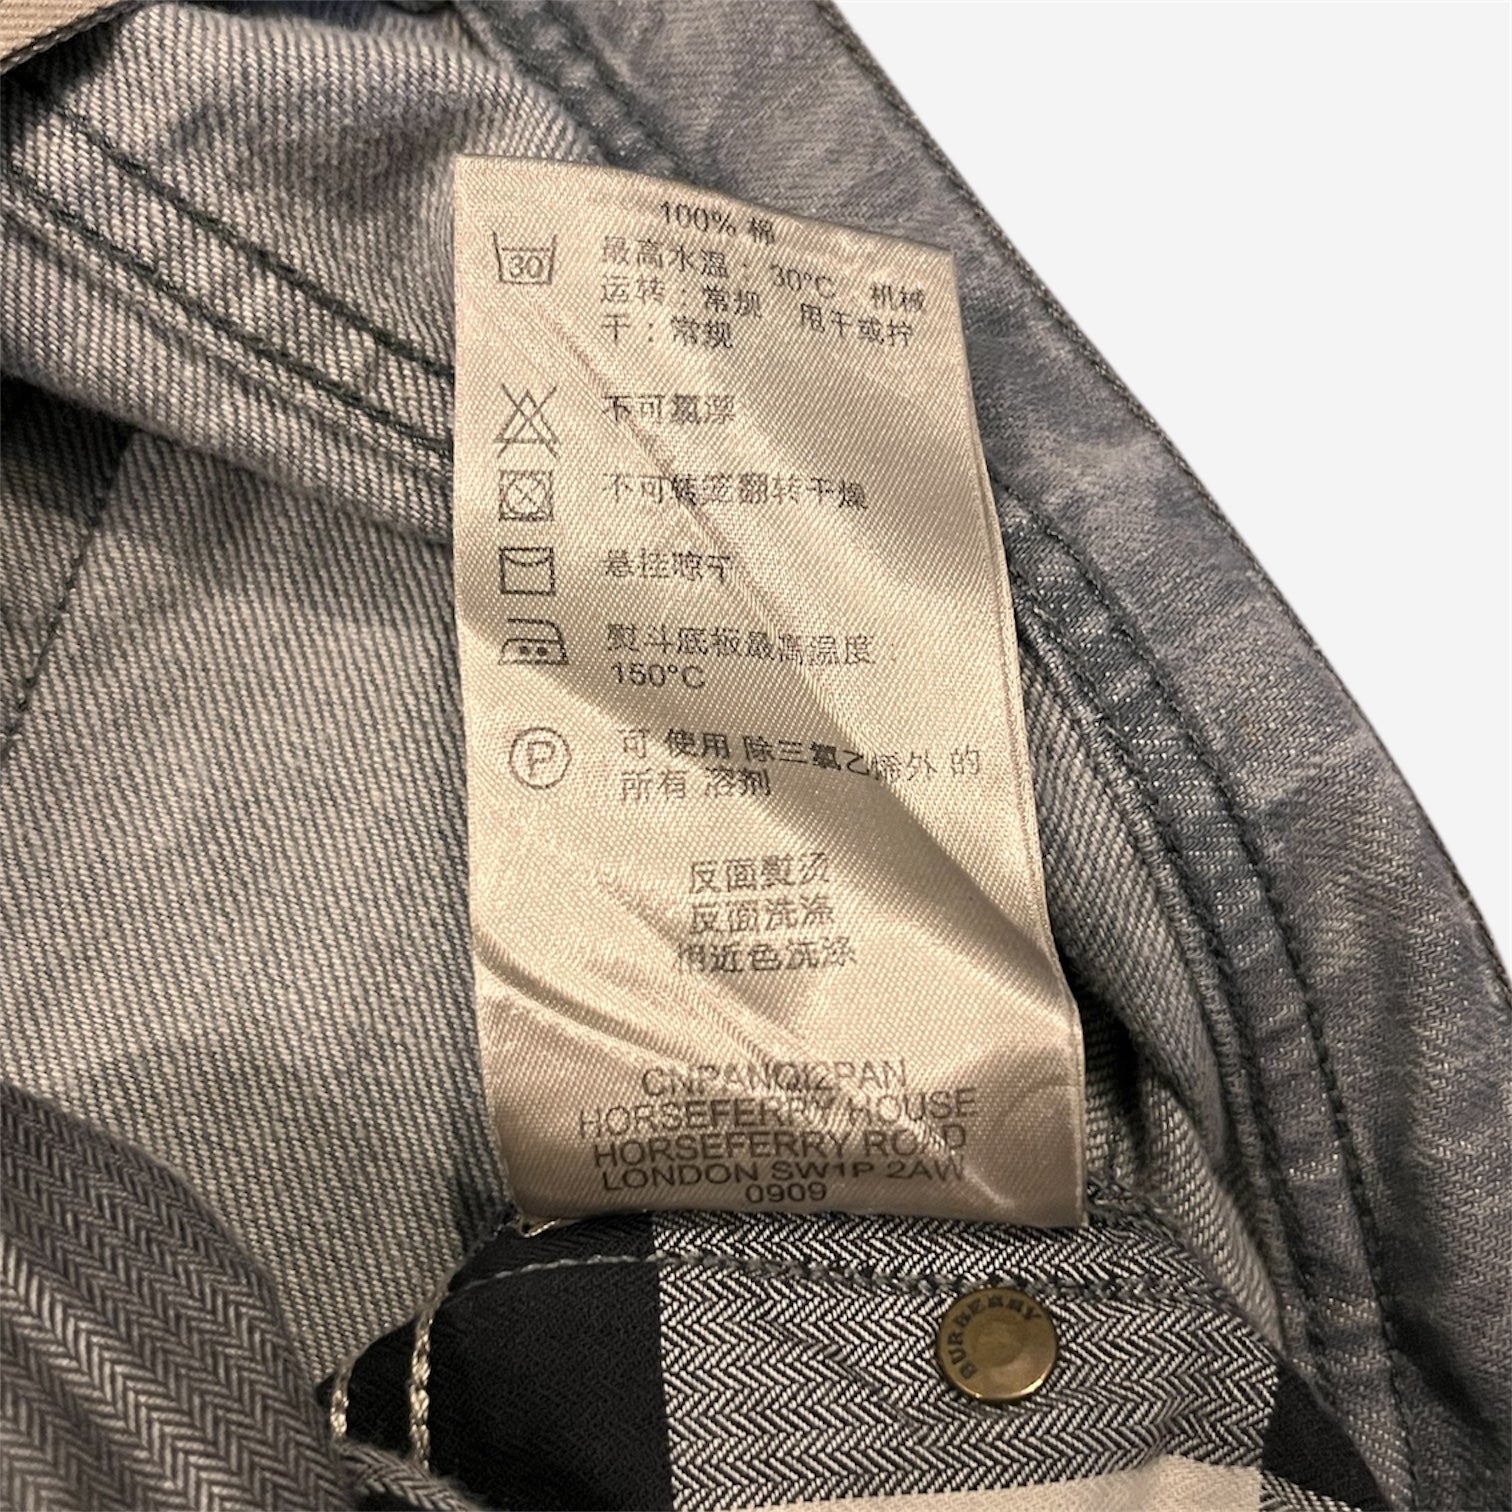 100% 棉
30
最高水温： 30°C 机械
运转：常规 甩干或拧
干：常规
不可氯漂
不可转笼翻转干燥
悬挂晾干
熨斗底板最高温度：
150°C
P
可 使用 除三氯乙烯外 的
所有 溶剂
反面熨烫
反面洗涤
相近色洗涤
CNPANQI2PAN
HORSEFERRY HOUSE
HORSEFERRY ROAD
LONDON SW1P 2AW
0909
BURBERRY